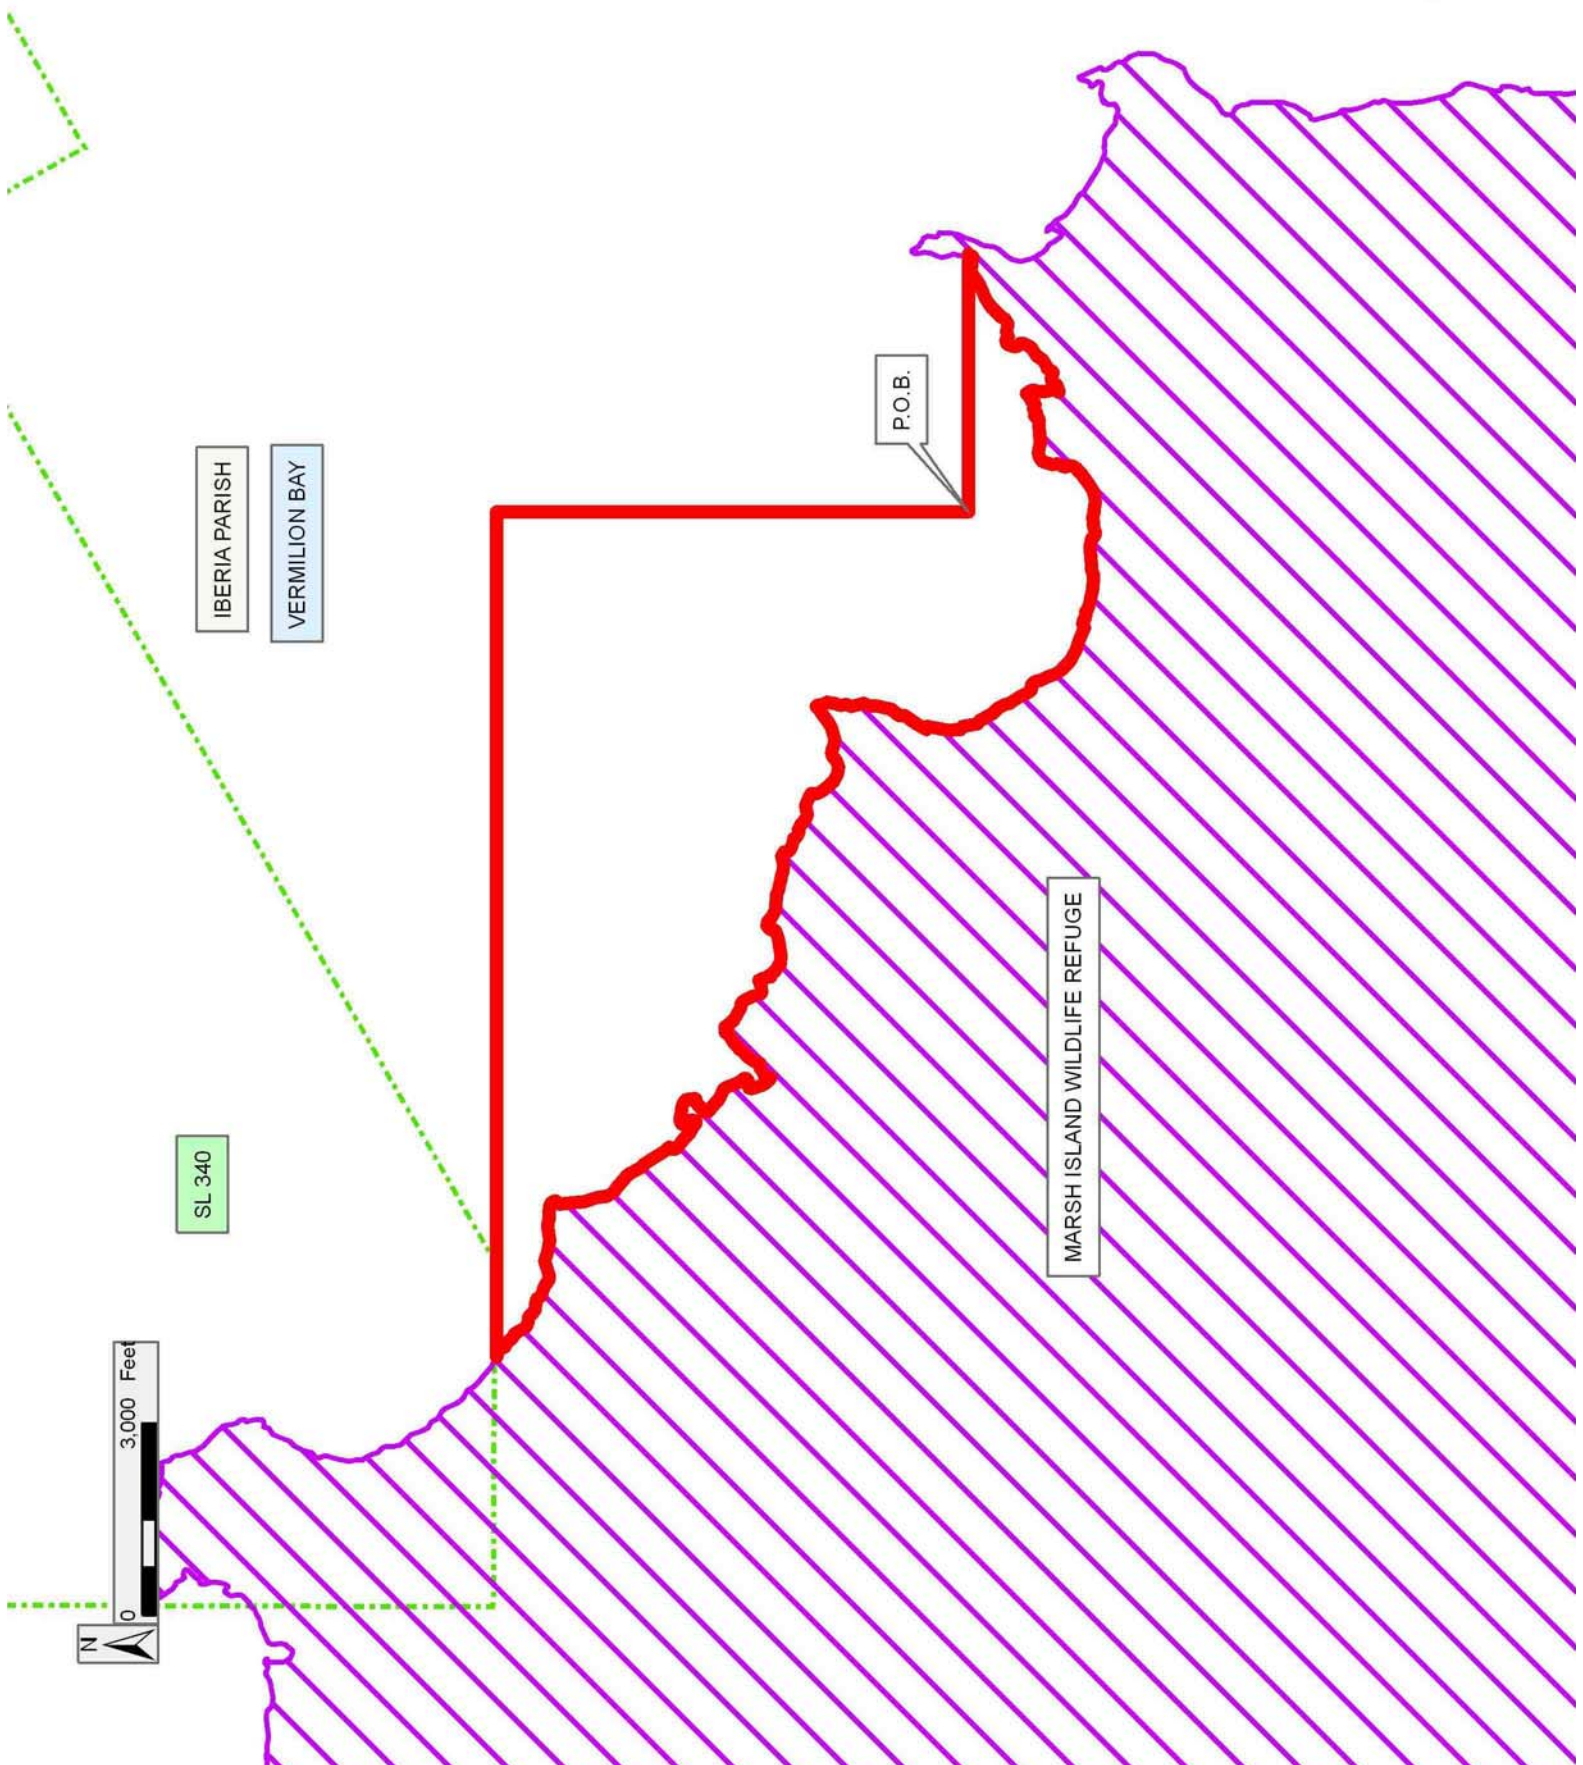 IBERIA PARISH
VERMILION BAY
P.O.B.
SL 340
MARSH ISLAND WILDLIFE REFUGE
0 3,000 Feet
N